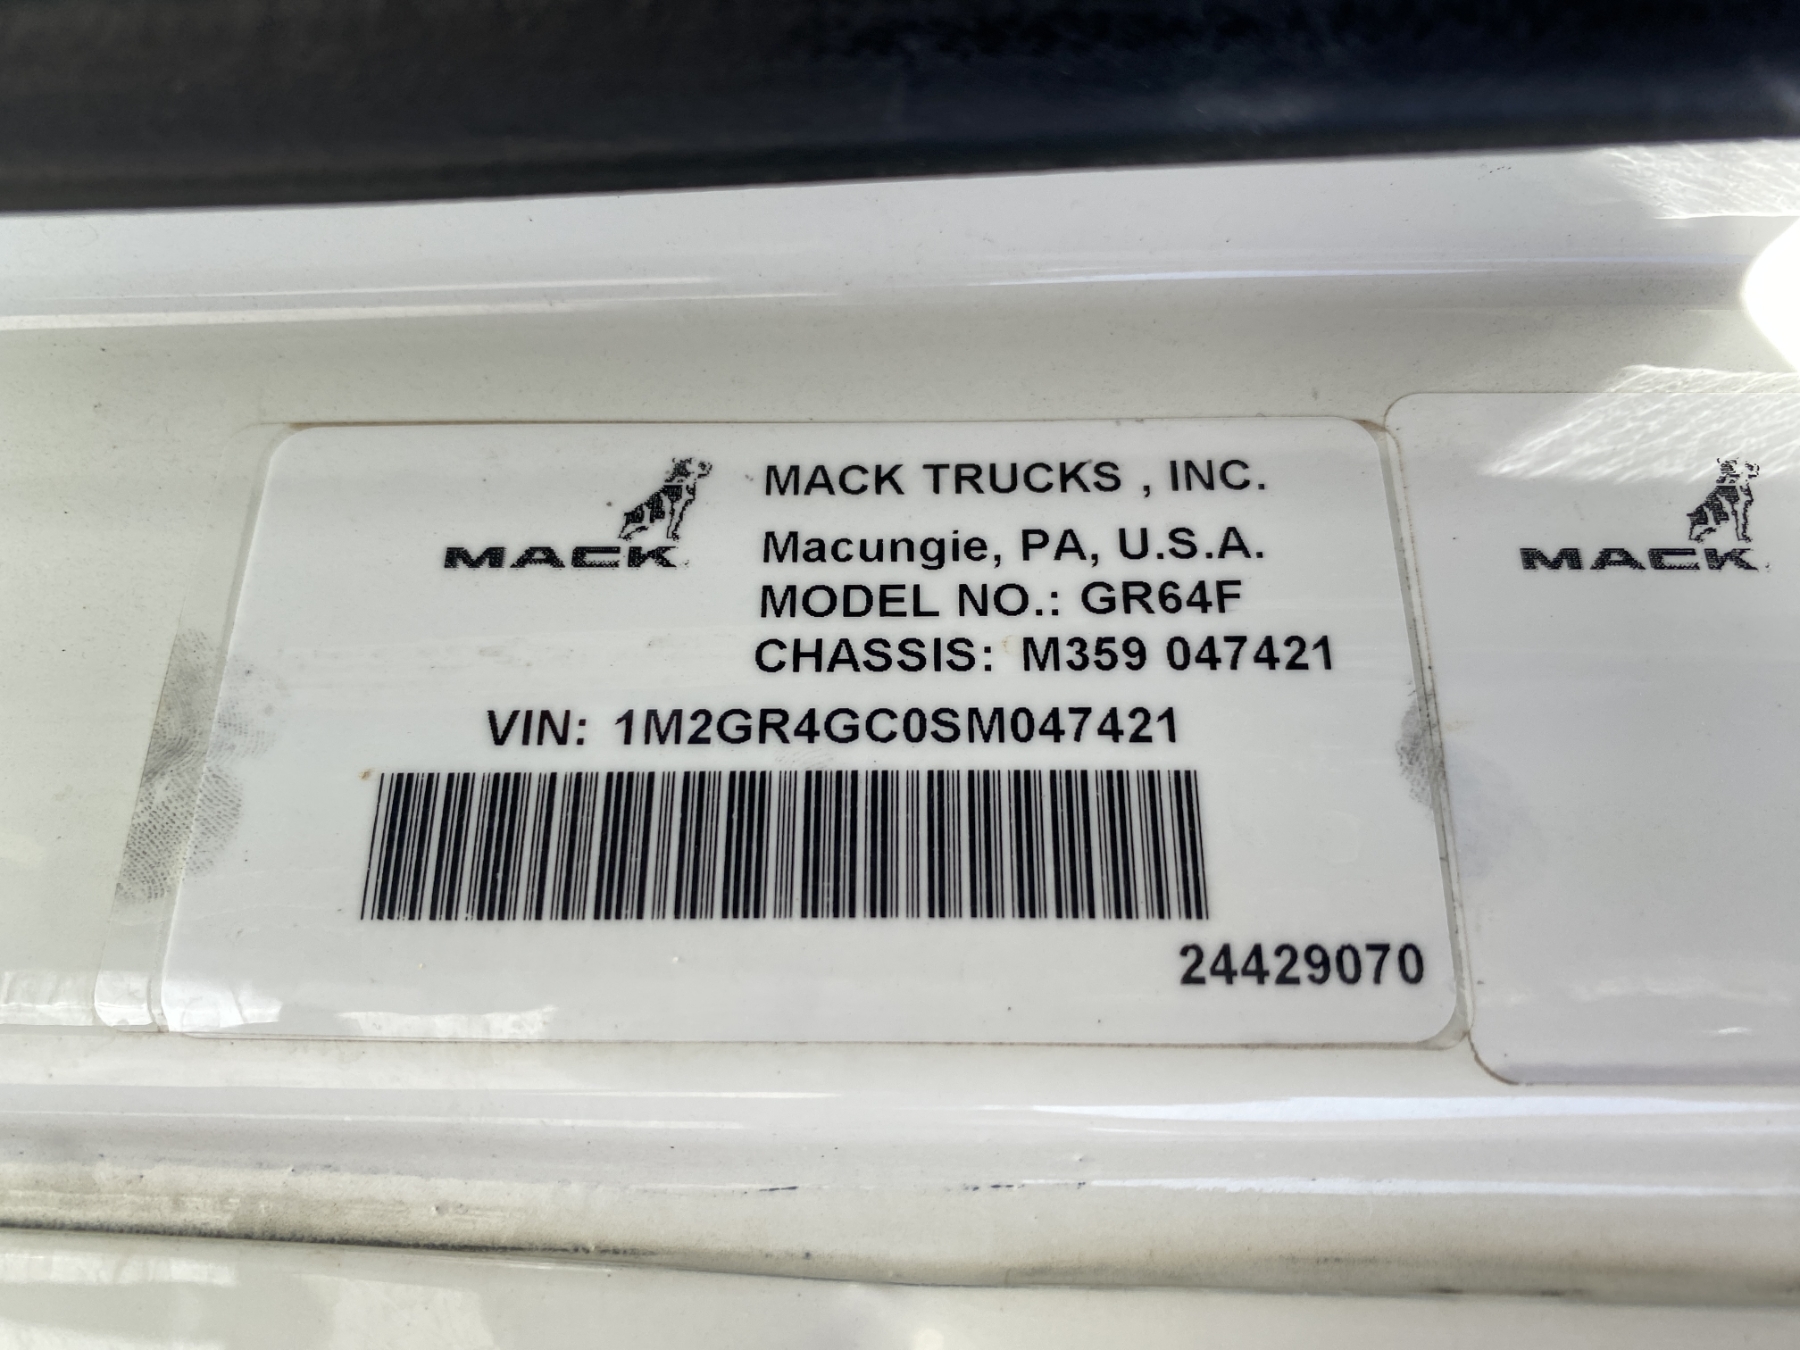 MACK
MACK TRUCKS , INC.
Macungie, PA, U.S.A.
MODEL NO.: GR64F
CHASSIS: M359 047421
VIN: 1M2GR4GC0SM047421
24429070
MACK